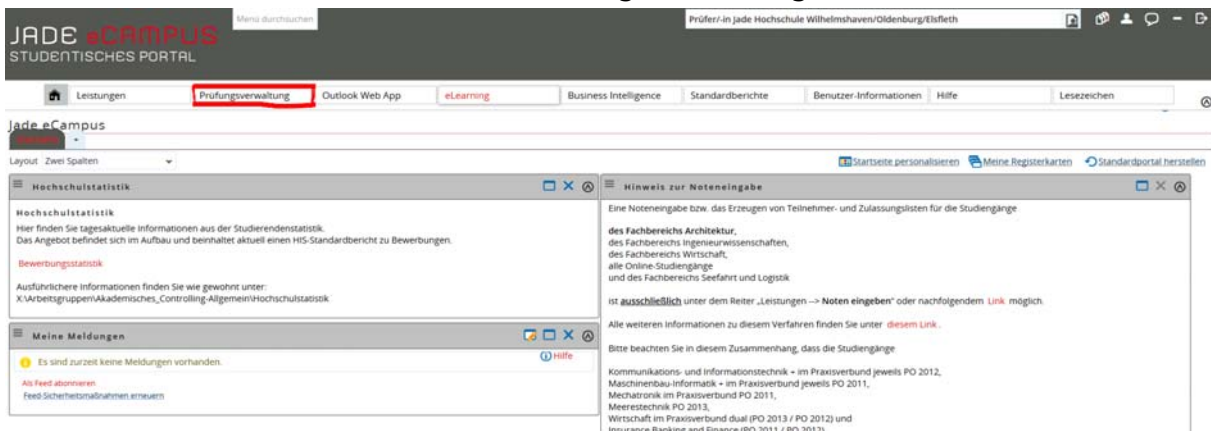 JADE eCAMPUS
STUDENTISCHES PORTAL
Menü durchsuchen
Prüfer/-in Jade Hochschule Wilhelmshaven/Oldenburg/Elsfleth
Leistungen
Prüfungsverwaltung
Outlook Web App
eLearning
Business Intelligence
Standardberichte
Benutzer-Informationen
Hilfe
Lesezeichen
Jade eCampus
Layout Zwei Spalten
Startseite personalisieren
Meine Registerkarten
Standardportal herstellen
Hochschulstatistik
Hochschulstatistik
Hier finden Sie tagesaktuelle Informationen aus der Studierendenstatistik.
Das Angebot befindet sich im Aufbau und beinhaltet aktuell einen HIS-Standardbericht zu Bewerbungen.
Bewerbungsstatistik
Ausführlichere Informationen finden Sie wie gewohnt unter:
X:\Arbeitsgruppen\Akademisches_Controlling-Allgemein\Hochschulstatistik
Meine Meldungen
Es sind zurzeit keine Meldungen vorhanden.
Hilfe
Als Feed abonnieren
Feed-Sicherheitsmaßnahmen erneuern
Hinweis zur Noteneingabe
Eine Noteneingabe bzw. das Erzeugen von Teilnehmer- und Zulassungslisten für die Studiengänge
des Fachbereichs Architektur,
des Fachbereichs Ingenieurwissenschaften,
des Fachbereichs Wirtschaft,
alle Online-Studiengänge
und des Fachbereichs Seefahrt und Logistik
ist ausschließlich unter dem Reiter „Leistungen --> Noten eingeben" oder nachfolgendem Link möglich.
Alle weiteren Informationen zu diesem Verfahren finden Sie unter diesem Link.
Bitte beachten Sie in diesem Zusammenhang, dass die Studiengänge
Kommunikations- und Informationstechnik + im Praxisverbund jeweils PO 2012,
Maschinenbau-Informatik + im Praxisverbund jeweils PO 2011,
Mechatronik im Praxisverbund PO 2011,
Meerestechnik PO 2013,
Wirtschaft im Praxisverbund dual (PO 2013 / PO 2012) und
Insurance Banking and Finance (PO 2011 / PO 2012)